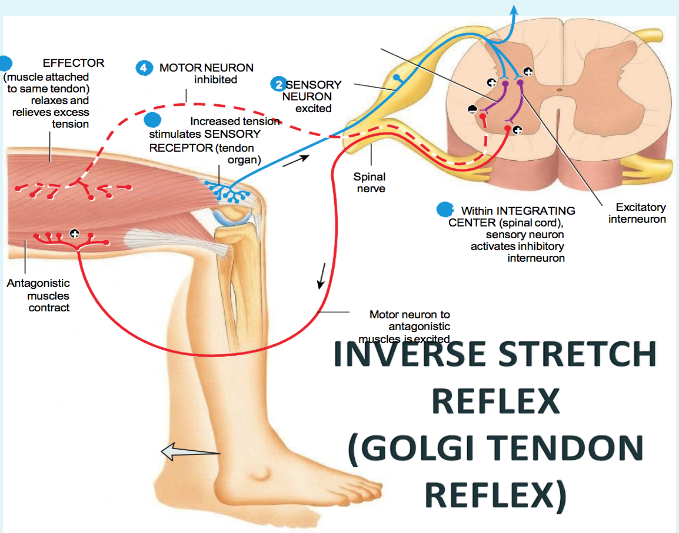 EFFECTOR
(muscle attached
to same tendon)
relaxes and
relieves excess
tension
4 MOTOR NEURON
inhibited
2 SENSORY
NEURON
excited
Increased tension
stimulates SENSORY
RECEPTOR (tendon
organ)
+
+
-
+
Spinal
nerve
Within INTEGRATING
CENTER (spinal cord),
sensory neuron
activates inhibitory
interneuron
Excitatory
interneuron
+
Antagonistic
muscles
contract
Motor neuron to
antagonistic
muscles is excited
INVERSE STRETCH
REFLEX
(GOLGI TENDON
REFLEX)